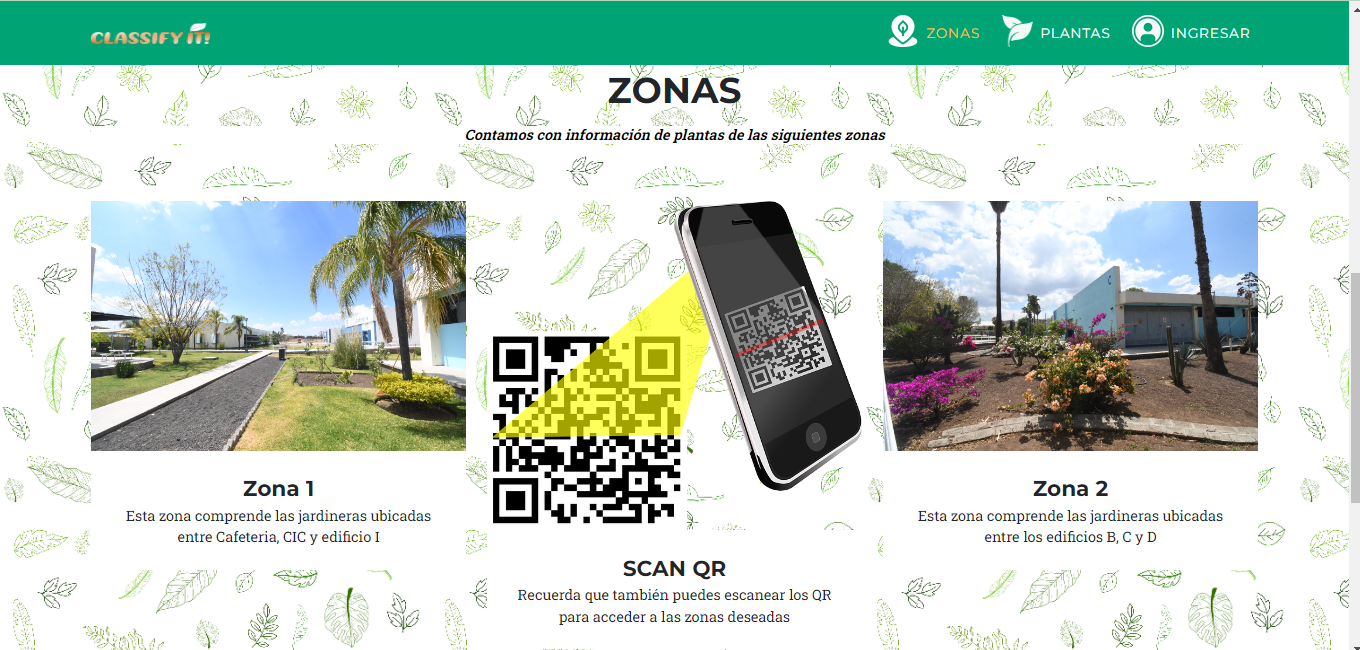 CLASSIFY IT!
ZONAS
PLANTAS
INGRESAR
ZONAS
Contamos con información de plantas de las siguientes zonas
C
Zona 1
Esta zona comprende las jardineras ubicadas
entre Cafeteria, CIC y edificio I
SCAN QR
Recuerda que también puedes escanear los QR
para acceder a las zonas deseadas
Zona 2
Esta zona comprende las jardineras ubicadas
entre los edificios B, C y D